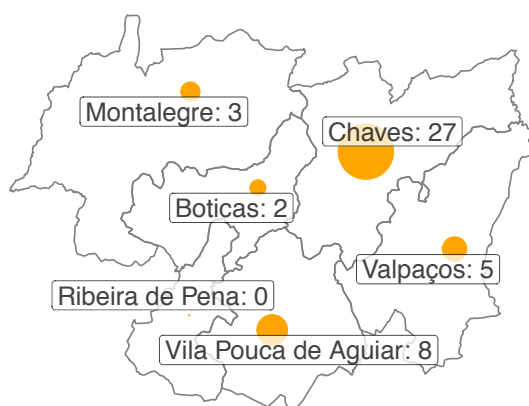 Montalegre: 3
Chaves: 27
Boticas: 2
Valpaços: 5
Ribeira de Pena: 0
Vila Pouca de Aguiar: 8